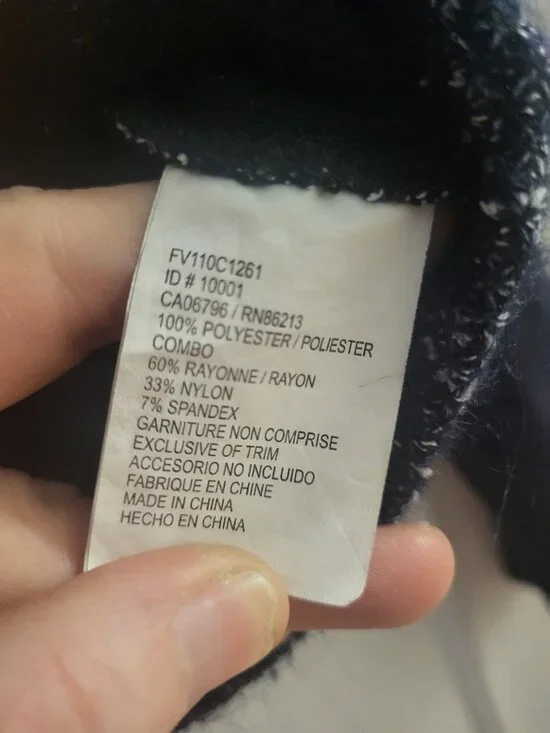 FV110C1261
ID # 10001
CA06796 / RN86213
100% POLYESTER / POLIESTER
COMBO
60% RAYONNE / RAYON
33% NYLON
7% SPANDEX
GARNITURE NON COMPRISE
EXCLUSIVE OF TRIM
ACCESORIO NO INCLUIDO
FABRIQUE EN CHINE
MADE IN CHINA
HECHO EN CHINA